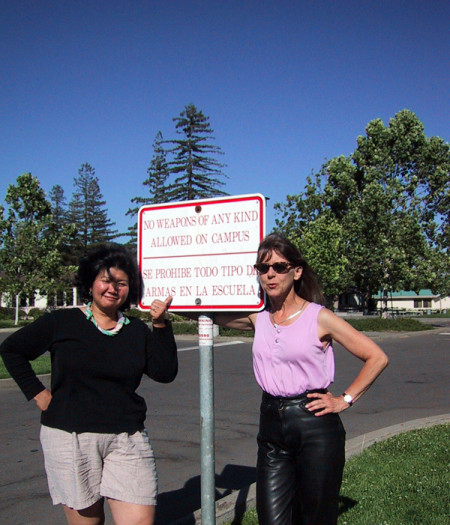 NO WEAPONS OF ANY KIND
ALLOWED ON CAMPUS
SE PROHIBE TODO TIPO DE
ARMAS EN LA ESCUELA